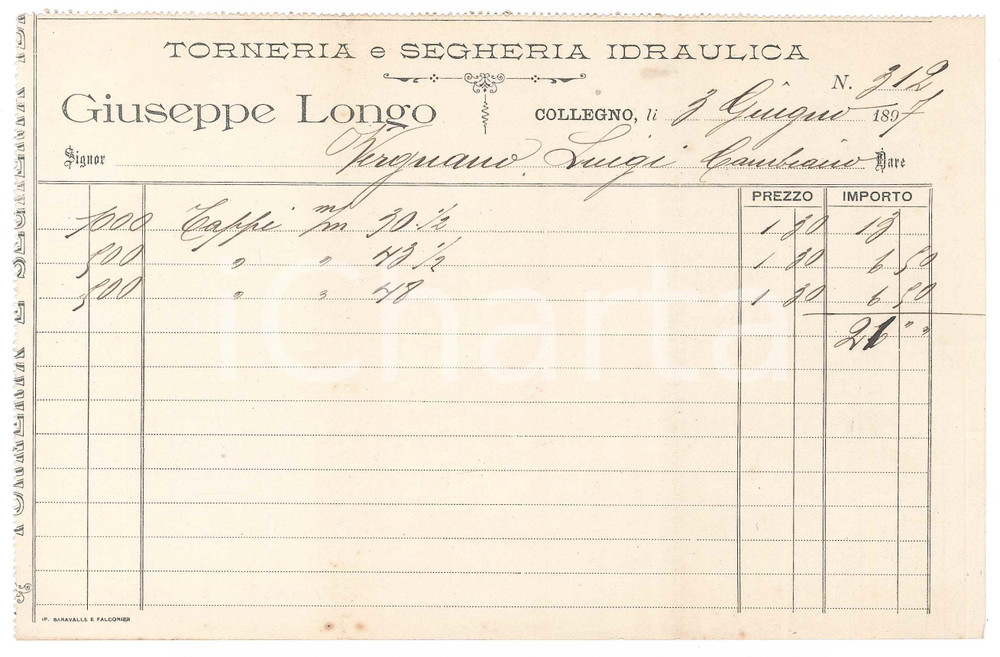 TORNERIA e SEGHERIA IDRAULICA
N. 312
Giuseppe Longo
COLLEGNO, li 3 Giugno 1897
Signor Vergnano Luigi Cambiano Dare
PREZZO IMPORTO
1000 Tappi m/m 30 1/2 1 30 13
500 " " 43 1/2 1 30 6 50
500 " " 48 1 30 6 50
26 " "
iCharta
IP. BARAVALLE E FALCONIER